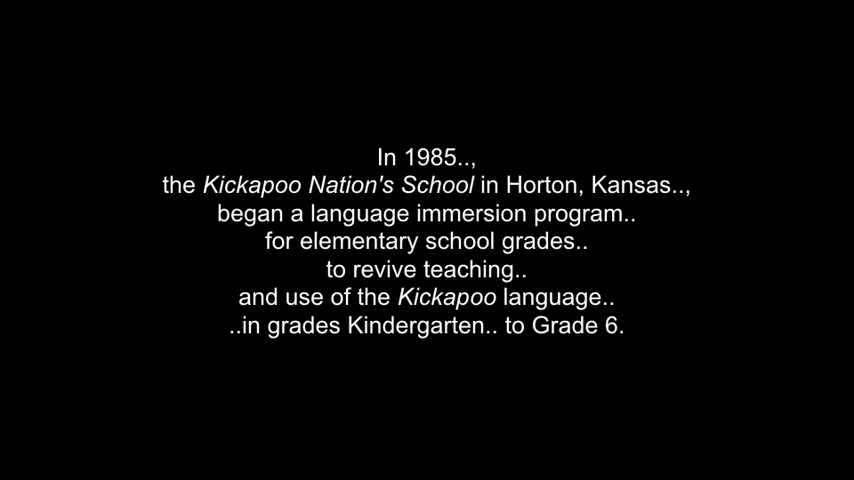 In 1985..,
the Kickapoo Nation's School in Horton, Kansas..,
began a language immersion program..
for elementary school grades..
to revive teaching..
and use of the Kickapoo language..
..in grades Kindergarten.. to Grade 6.